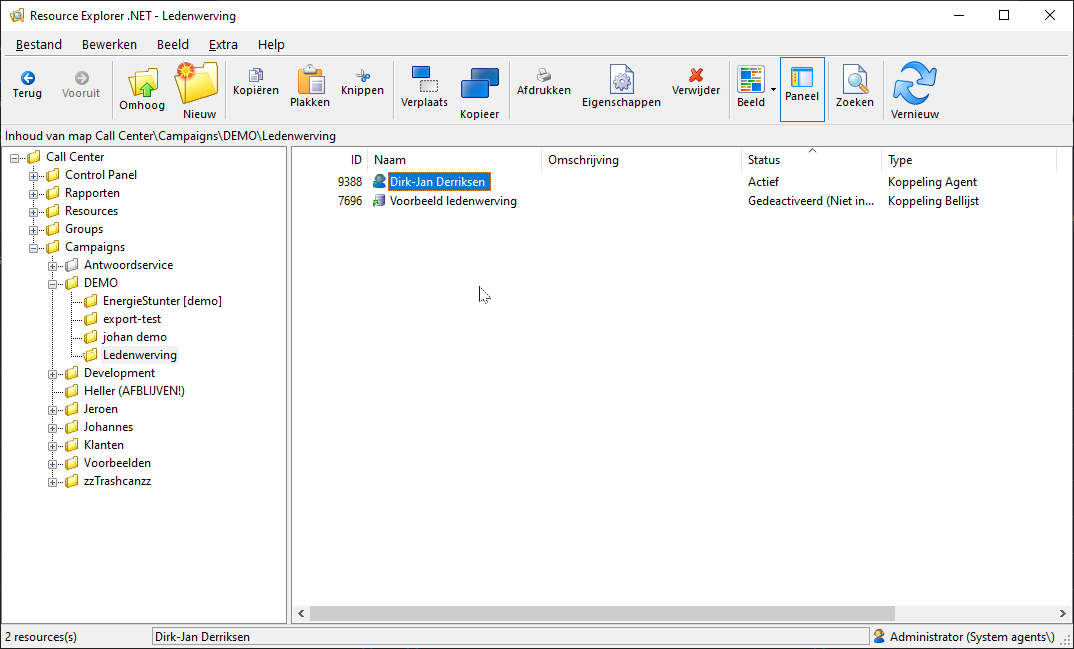 Resource Explorer .NET - Ledenwerving
Bestand Bewerken Beeld Extra Help
Terug Vooruit Omhoog Nieuw Kopiëren Plakken Knippen Verplaats Kopieer Afdrukken Eigenschappen Verwijder Beeld Paneel Zoeken Vernieuw
Inhoud van map Call Center\Campaigns\DEMO\Ledenwerving
Call Center
Control Panel
Rapporten
Resources
Groups
Campaigns
Antwoordservice
DEMO
EnergieStunter [demo]
export-test
johan demo
Ledenwerving
Development
Heller (AFBLIJVEN!)
Jeroen
Johannes
Klanten
Voorbeelden
zzTrashcanzz
ID Naam Omschrijving Status Type
9388 Dirk-Jan Derriksen Actief Koppeling Agent
7696 Voorbeeld ledenwerving Gedeactiveerd (Niet in... Koppeling Bellijst
2 resources(s) Dirk-Jan Derriksen Administrator (System agents\)